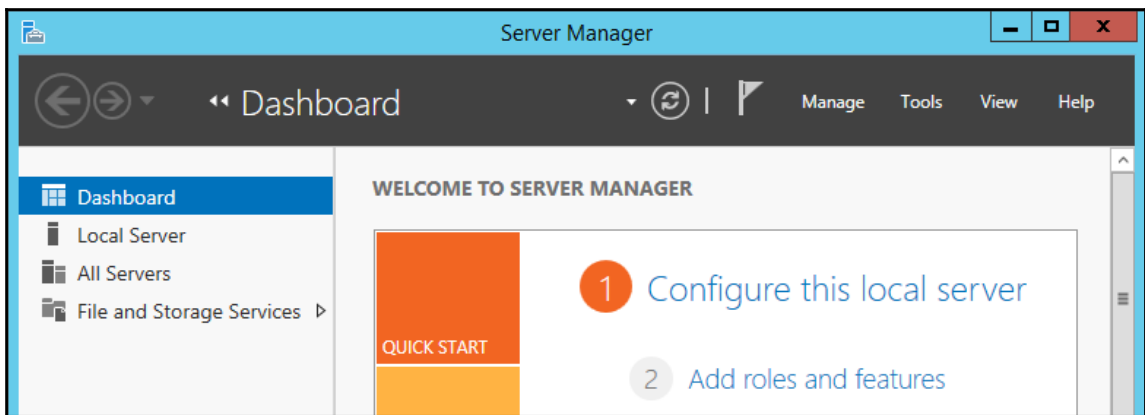 Server Manager
Dashboard
Manage Tools View Help
Dashboard
Local Server
All Servers
File and Storage Services
WELCOME TO SERVER MANAGER
QUICK START
1 Configure this local server
2 Add roles and features